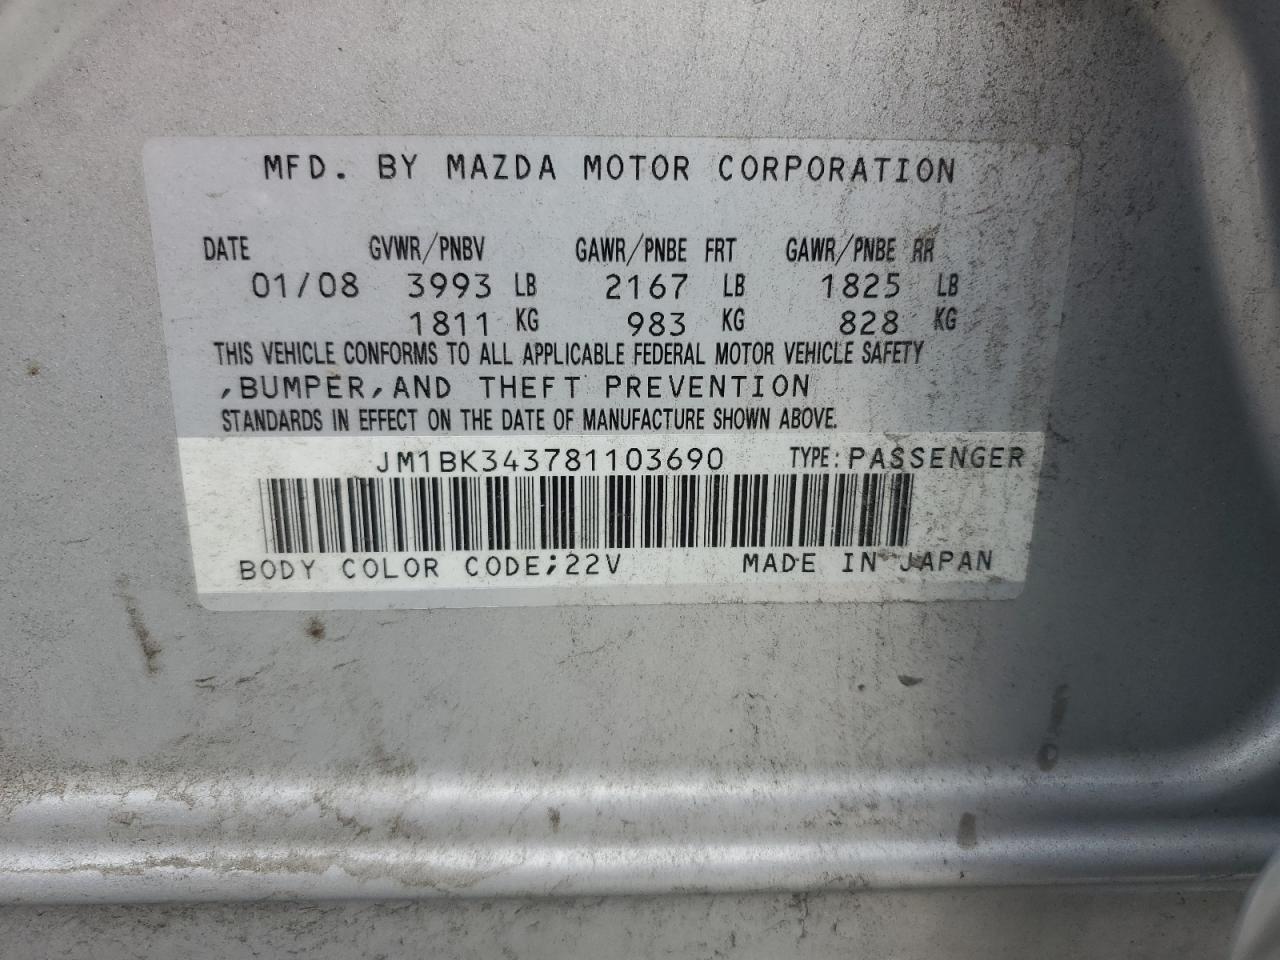 MFD. BY MAZDA MOTOR CORPORATION
DATE GVWR/PNBV GAWR/PNBE FRT GAWR/PNBE RR
01/08 3993 LB 2167 LB 1825 LB
1811 KG 983 KG 828 KG
THIS VEHICLE CONFORMS TO ALL APPLICABLE FEDERAL MOTOR VEHICLE SAFETY
,BUMPER,AND THEFT PREVENTION
STANDARDS IN EFFECT ON THE DATE OF MANUFACTURE SHOWN ABOVE.
JM1BK343781103690 TYPE:PASSENGER
BODY COLOR CODE;22V MADE IN JAPAN